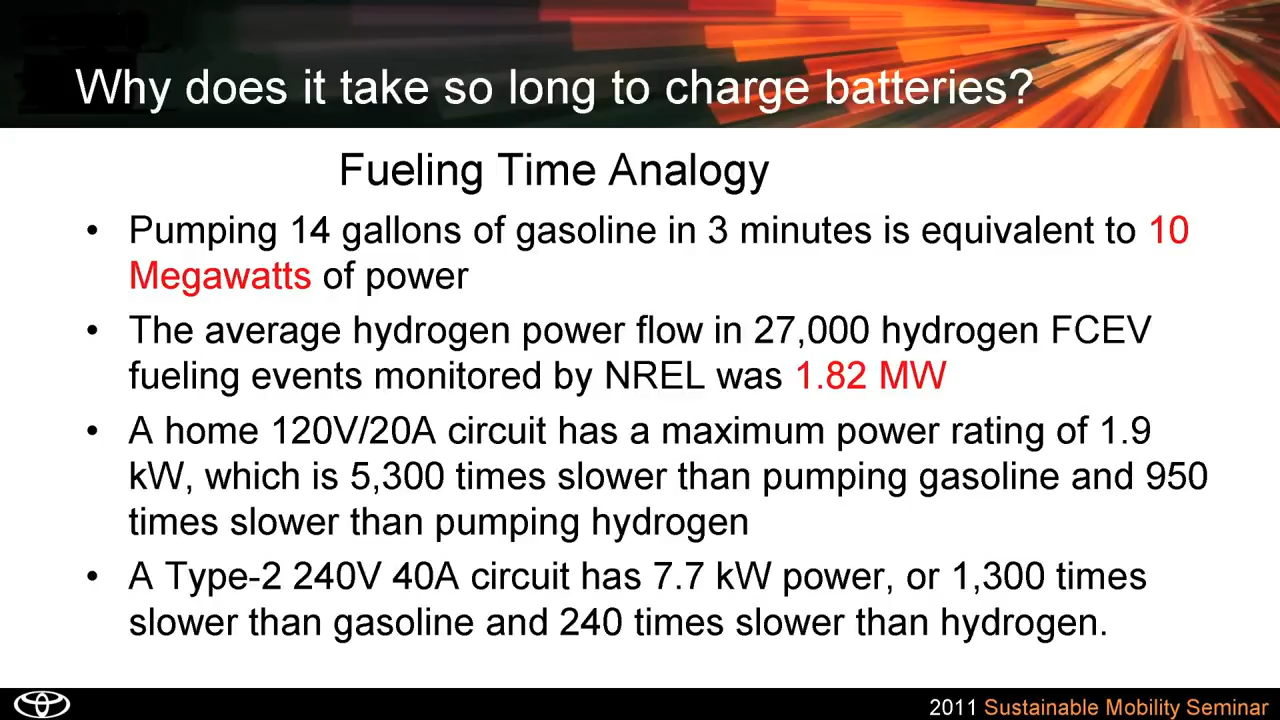 Why does it take so long to charge batteries?
Fueling Time Analogy
• Pumping 14 gallons of gasoline in 3 minutes is equivalent to 10
Megawatts of power
• The average hydrogen power flow in 27,000 hydrogen FCEV
fueling events monitored by NREL was 1.82 MW
• A home 120V/20A circuit has a maximum power rating of 1.9
kW, which is 5,300 times slower than pumping gasoline and 950
times slower than pumping hydrogen
• A Type-2 240V 40A circuit has 7.7 kW power, or 1,300 times
slower than gasoline and 240 times slower than hydrogen.
2011 Sustainable Mobility Seminar